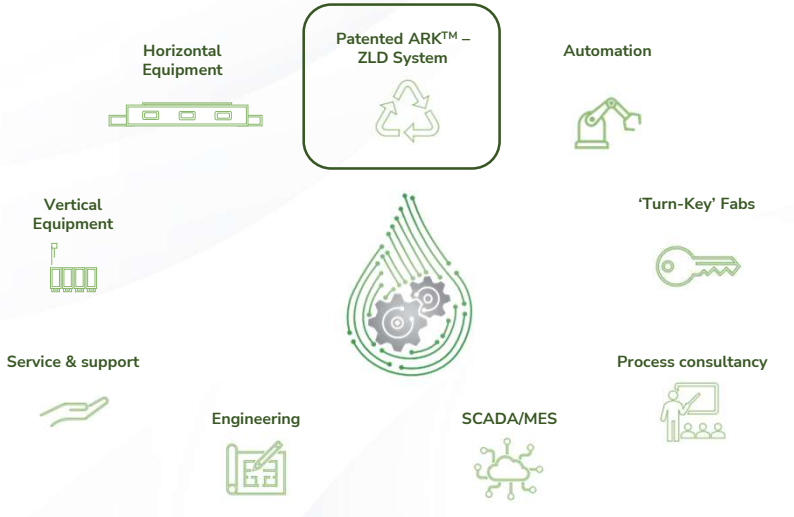 Horizontal
Equipment
Patented ARK™ –
ZLD System
Automation
Vertical
Equipment
‘Turn-Key’ Fabs
Service & support
Process consultancy
Engineering
SCADA/MES